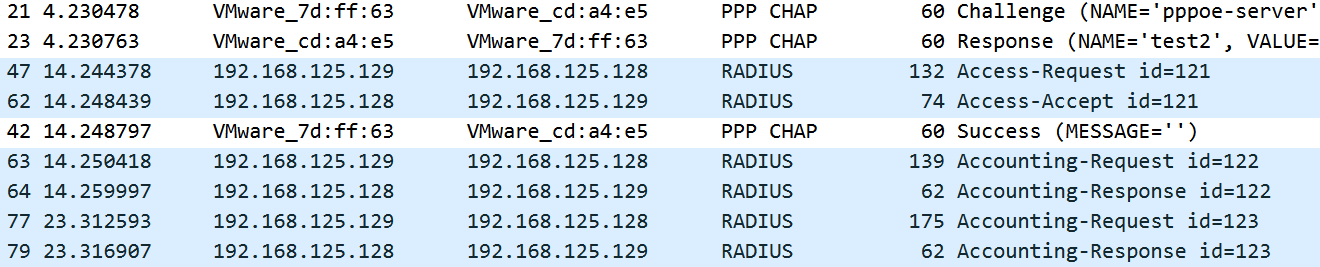 21 4.230478 VMware_7d:ff:63 VMware_cd:a4:e5 PPP CHAP 60 Challenge (NAME='pppoe-server'
23 4.230763 VMware_cd:a4:e5 VMware_7d:ff:63 PPP CHAP 60 Response (NAME='test2', VALUE=
47 14.244378 192.168.125.129 192.168.125.128 RADIUS 132 Access-Request id=121
62 14.248439 192.168.125.128 192.168.125.129 RADIUS 74 Access-Accept id=121
42 14.248797 VMware_7d:ff:63 VMware_cd:a4:e5 PPP CHAP 60 Success (MESSAGE='')
63 14.250418 192.168.125.129 192.168.125.128 RADIUS 139 Accounting-Request id=122
64 14.259997 192.168.125.128 192.168.125.129 RADIUS 62 Accounting-Response id=122
77 23.312593 192.168.125.129 192.168.125.128 RADIUS 175 Accounting-Request id=123
79 23.316907 192.168.125.128 192.168.125.129 RADIUS 62 Accounting-Response id=123